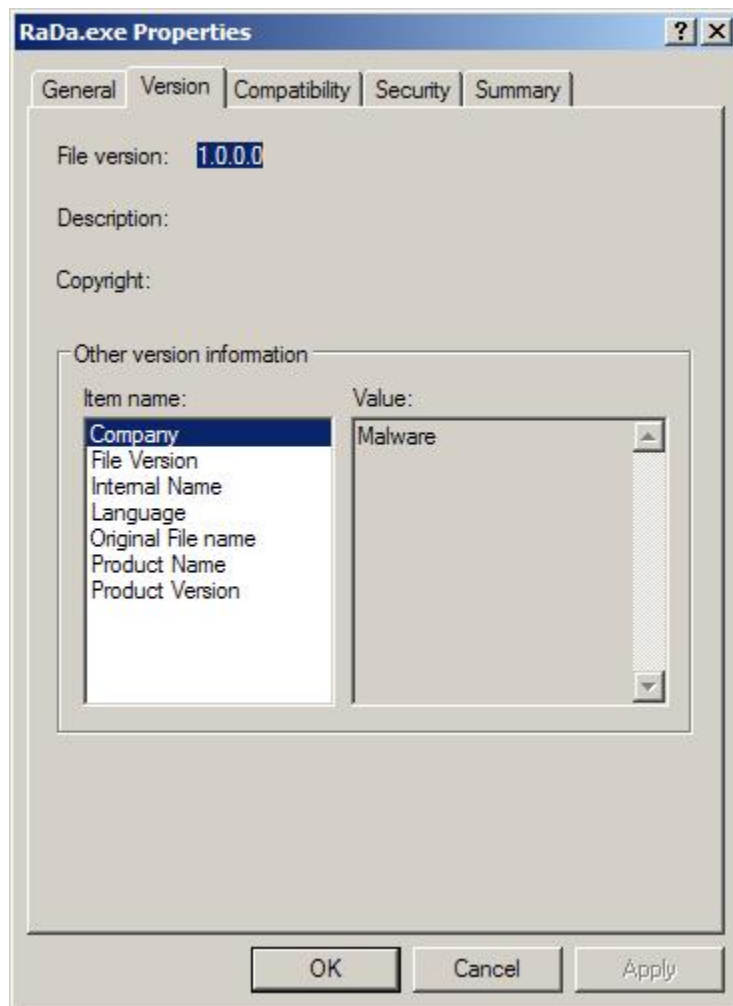 RaDa.exe Properties
General Version Compatibility Security Summary
File version: 1.0.0.0
Description:
Copyright:
Other version information
Item name: Value:
Company Malware
File Version
Internal Name
Language
Original File name
Product Name
Product Version
OK Cancel Apply